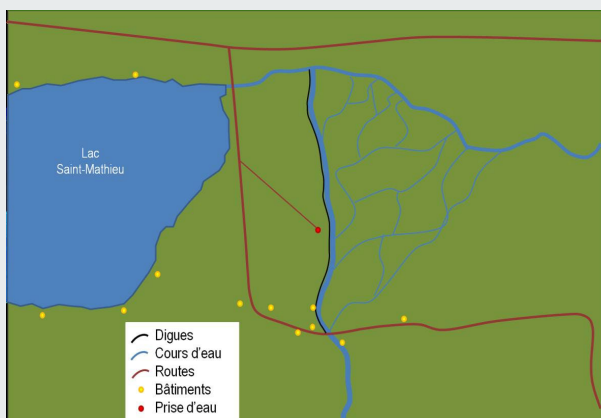 Lac
Saint-Mathieu
Digues
Cours d'eau
Routes
Bâtiments
Prise d'eau